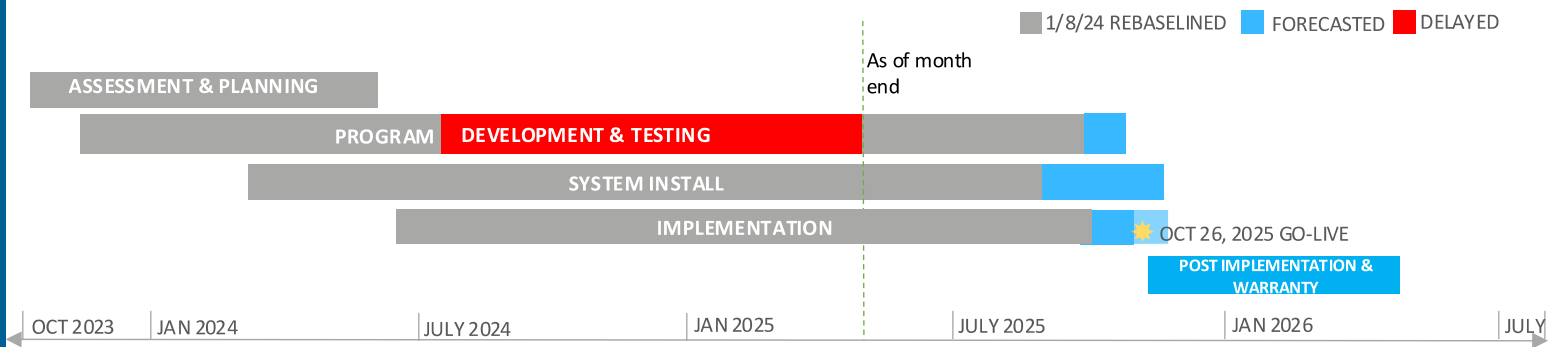 1/8/24 REBASELINED
FORECASTED
DELAYED
As of month
end
ASSESSMENT & PLANNING
PROGRAM DEVELOPMENT & TESTING
SYSTEM INSTALL
IMPLEMENTATION
OCT 26, 2025 GO-LIVE
POST IMPLEMENTATION &
WARRANTY
OCT 2023
JAN 2024
JULY 2024
JAN 2025
JULY 2025
JAN 2026
JULY